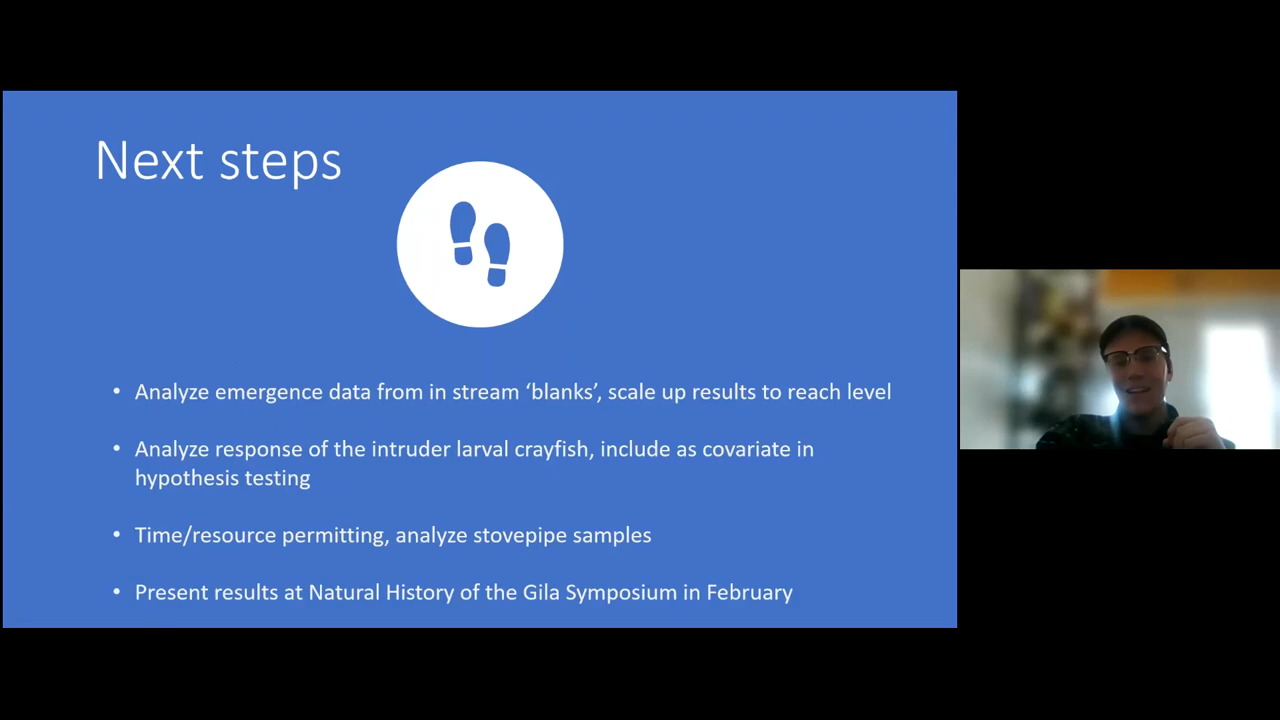 Next steps
• Analyze emergence data from in stream ‘blanks’, scale up results to reach level
• Analyze response of the intruder larval crayfish, include as covariate in
hypothesis testing
• Time/resource permitting, analyze stovepipe samples
• Present results at Natural History of the Gila Symposium in February